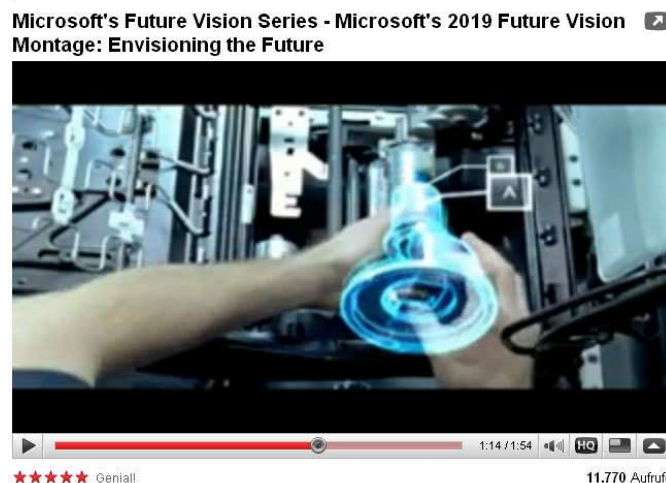 Microsoft's Future Vision Series - Microsoft's 2019 Future Vision
Montage: Envisioning the Future
A
1:14 / 1:54 HQ
Genial!
11.770 Aufruf